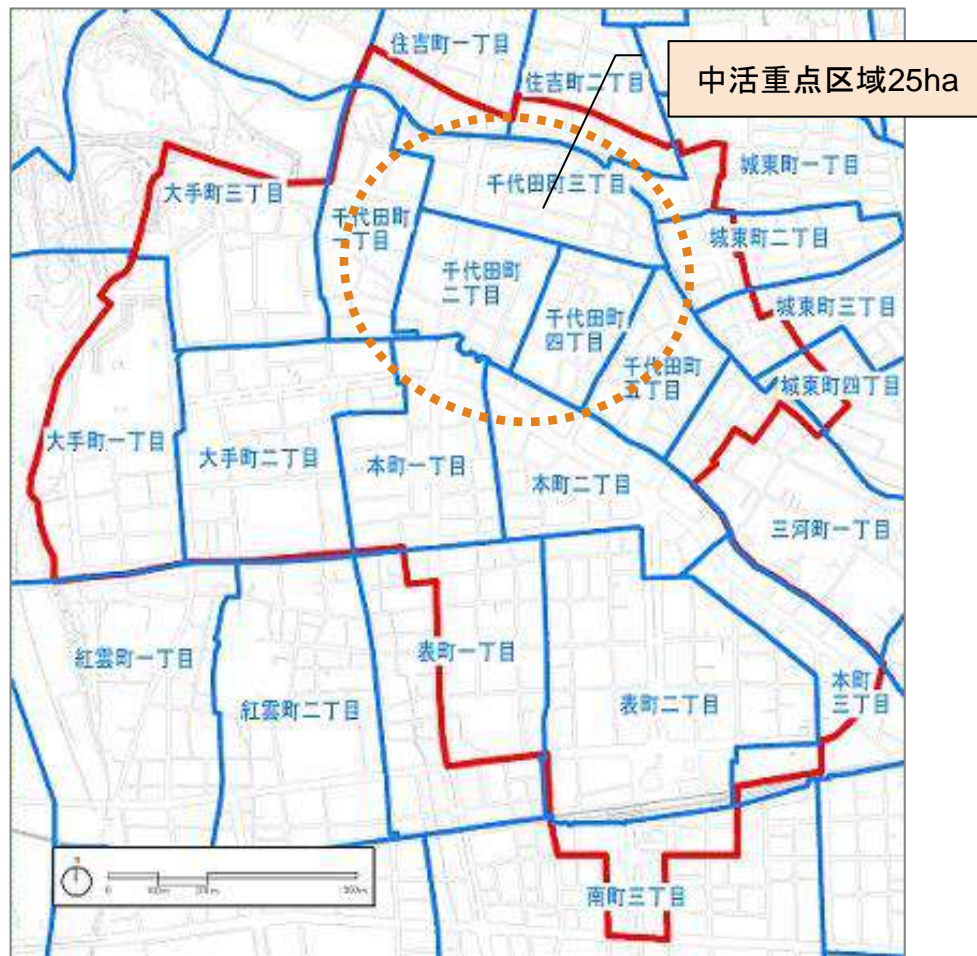 住吉町一丁目
中活重点区域25ha
住吉町二丁目
城東町一丁目
大手町三丁目
千代田町三丁目
千代田町
一丁目
城東町二丁目
千代田町
二丁目
城東町三丁目
千代田町
四丁目
千代田町
五丁目
城東町四丁目
大手町一丁目
大手町二丁目
本町一丁目
本町二丁目
三河町一丁目
紅雲町一丁目
表町一丁目
本町
三丁目
紅雲町二丁目
表町二丁目
0
南町三丁目